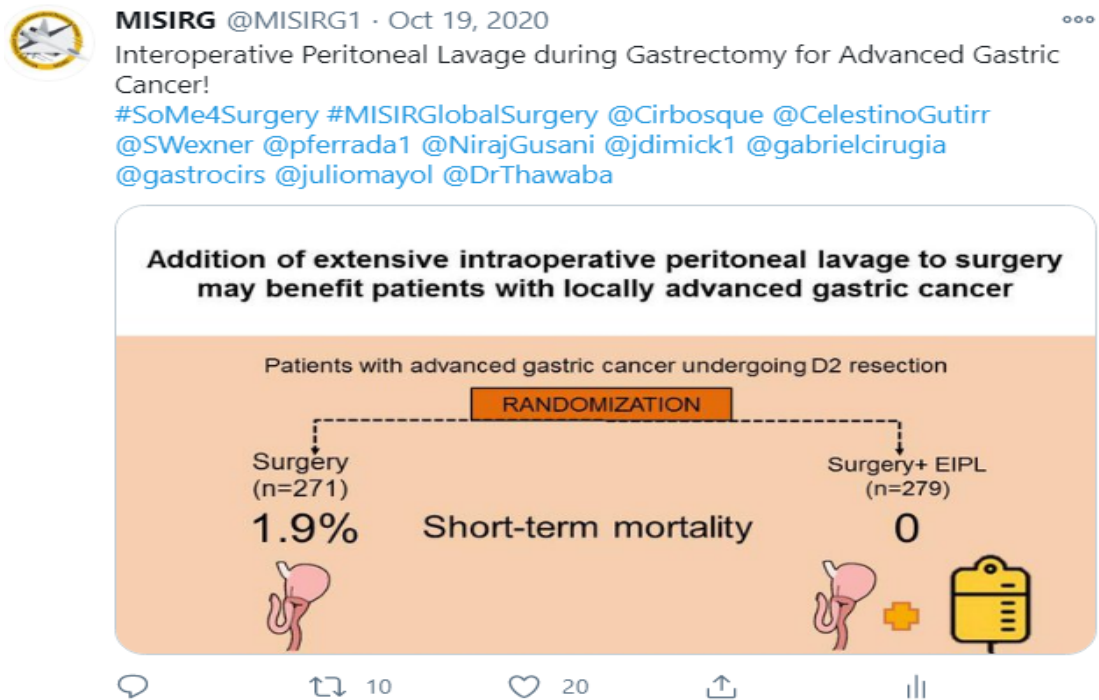 MISIRG @MISIRG1 · Oct 19, 2020
Interoperative Peritoneal Lavage during Gastrectomy for Advanced Gastric
Cancer!
#SoMe4Surgery #MISIRGlobalSurgery @Cirbosque @CelestinoGutirr
@SWexner @pferrada1 @NirajGusani @jdimick1 @gabrielcirugia
@gastrocirs @juliomayol @DrThawaba
Addition of extensive intraoperative peritoneal lavage to surgery
may benefit patients with locally advanced gastric cancer
Patients with advanced gastric cancer undergoing D2 resection
RANDOMIZATION
Surgery
(n=271)
1.9%
Short-term mortality
Surgery+ EIPL
(n=279)
0
10
20